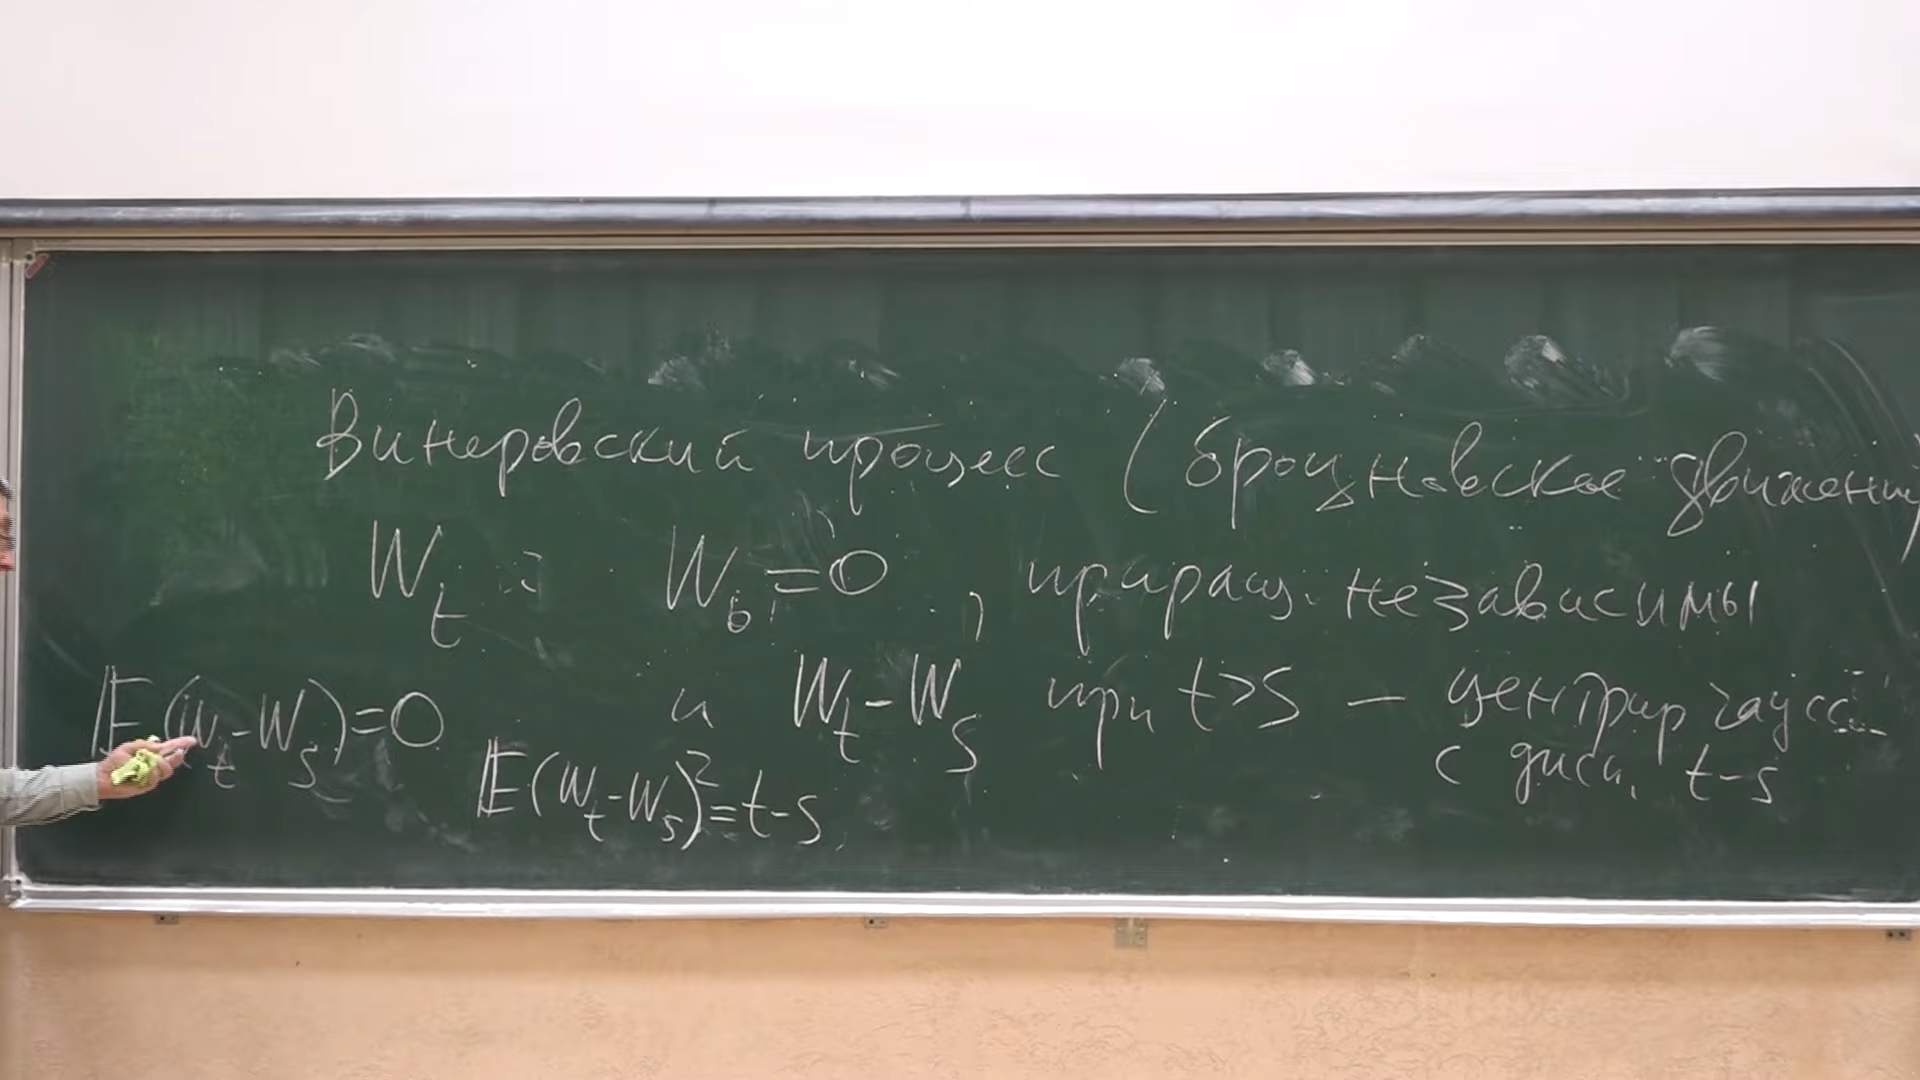 Винеровский процесс (броуновское движение
W_t : W_0 = 0, приращ. независимы
и W_t - W_s при t > s — центрир гаусс.
с дисп. t - s
𝔼(W_t - W_s) = 0
𝔼(W_t - W_s)² = t - s